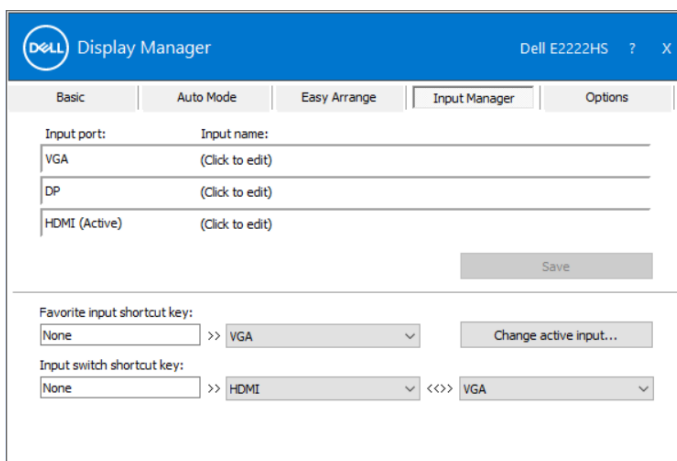 DELL Display Manager Dell E2222HS ? X
Basic Auto Mode Easy Arrange Input Manager Options
Input port: Input name:
VGA (Click to edit)
DP (Click to edit)
HDMI (Active) (Click to edit)
Save
Favorite input shortcut key:
None >> VGA Change active input...
Input switch shortcut key:
None >> HDMI <<>> VGA